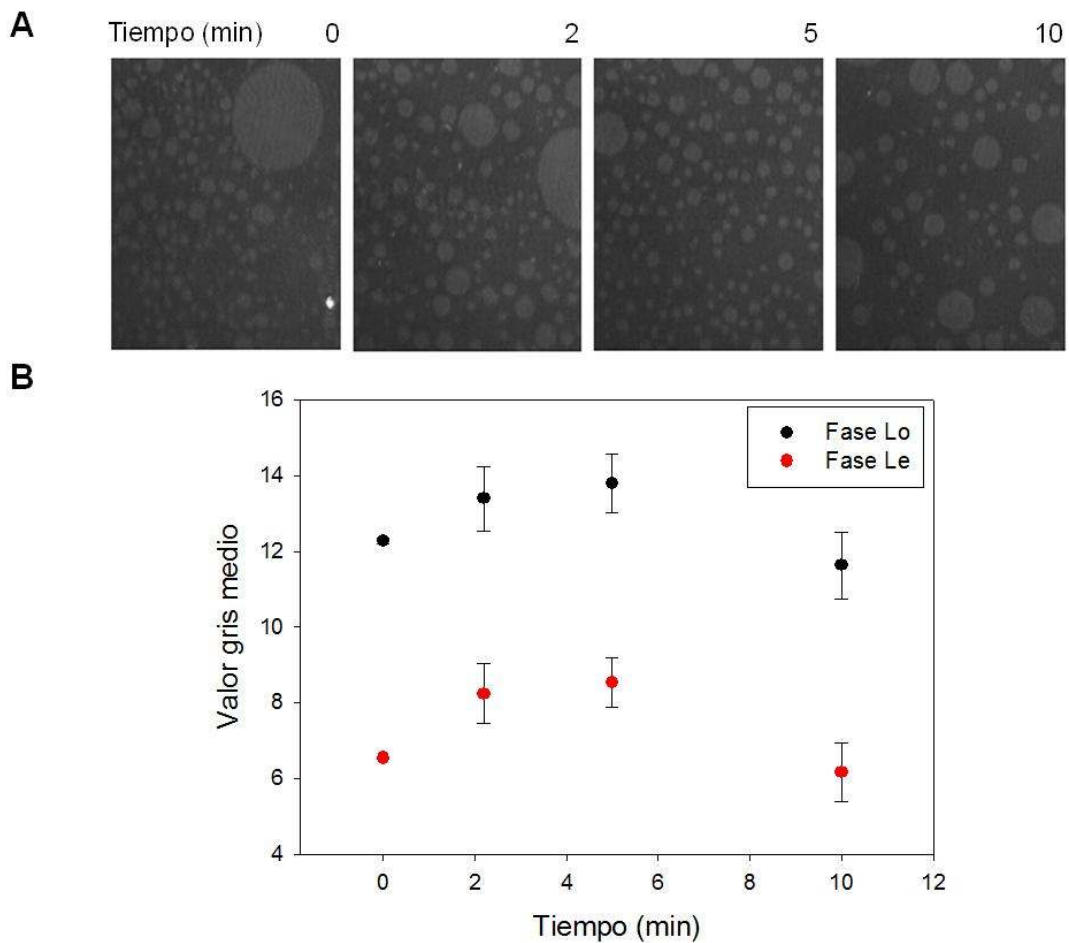 A
Tiempo (min) 0 2 5 10
B
16
14
12
10
8
6
4
Valor gris medio
Fase Lo
Fase Le
0 2 4 6 8 10 12
Tiempo (min)